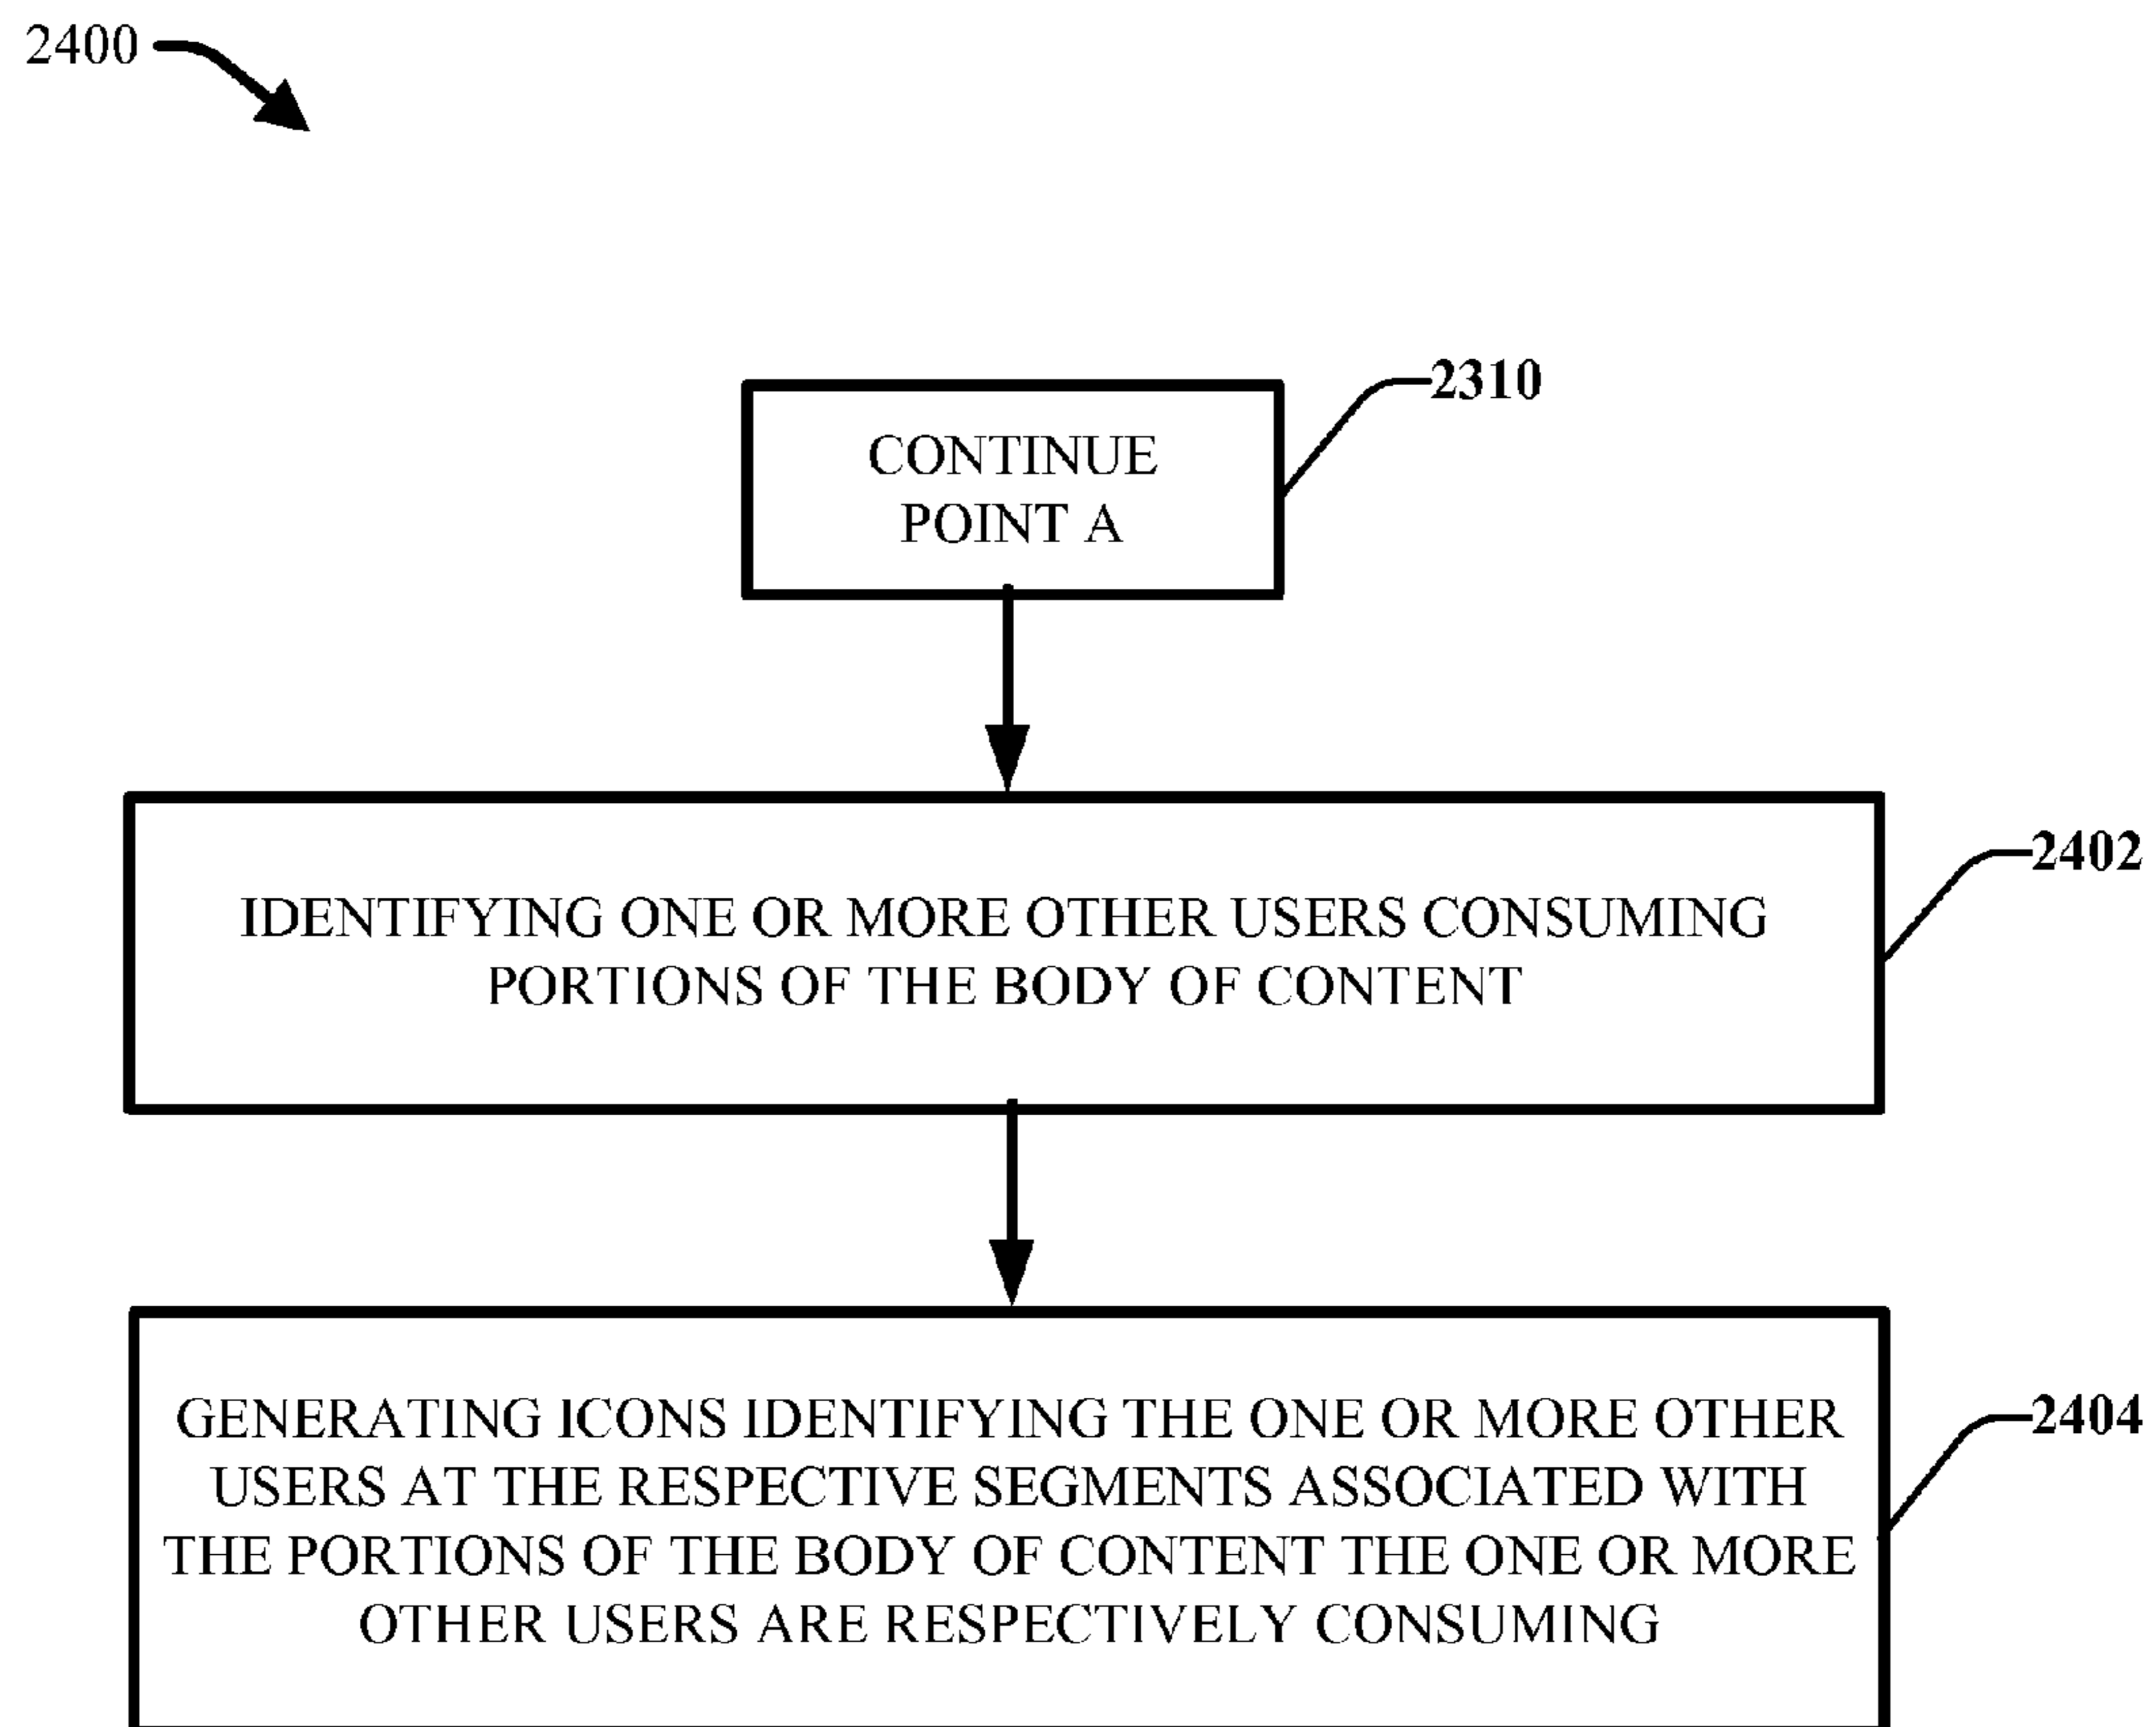 2400
2310
CONTINUE
POINT A
2402
IDENTIFYING ONE OR MORE OTHER USERS CONSUMING
PORTIONS OF THE BODY OF CONTENT
2404
GENERATING ICONS IDENTIFYING THE ONE OR MORE OTHER
USERS AT THE RESPECTIVE SEGMENTS ASSOCIATED WITH
THE PORTIONS OF THE BODY OF CONTENT THE ONE OR MORE
OTHER USERS ARE RESPECTIVELY CONSUMING